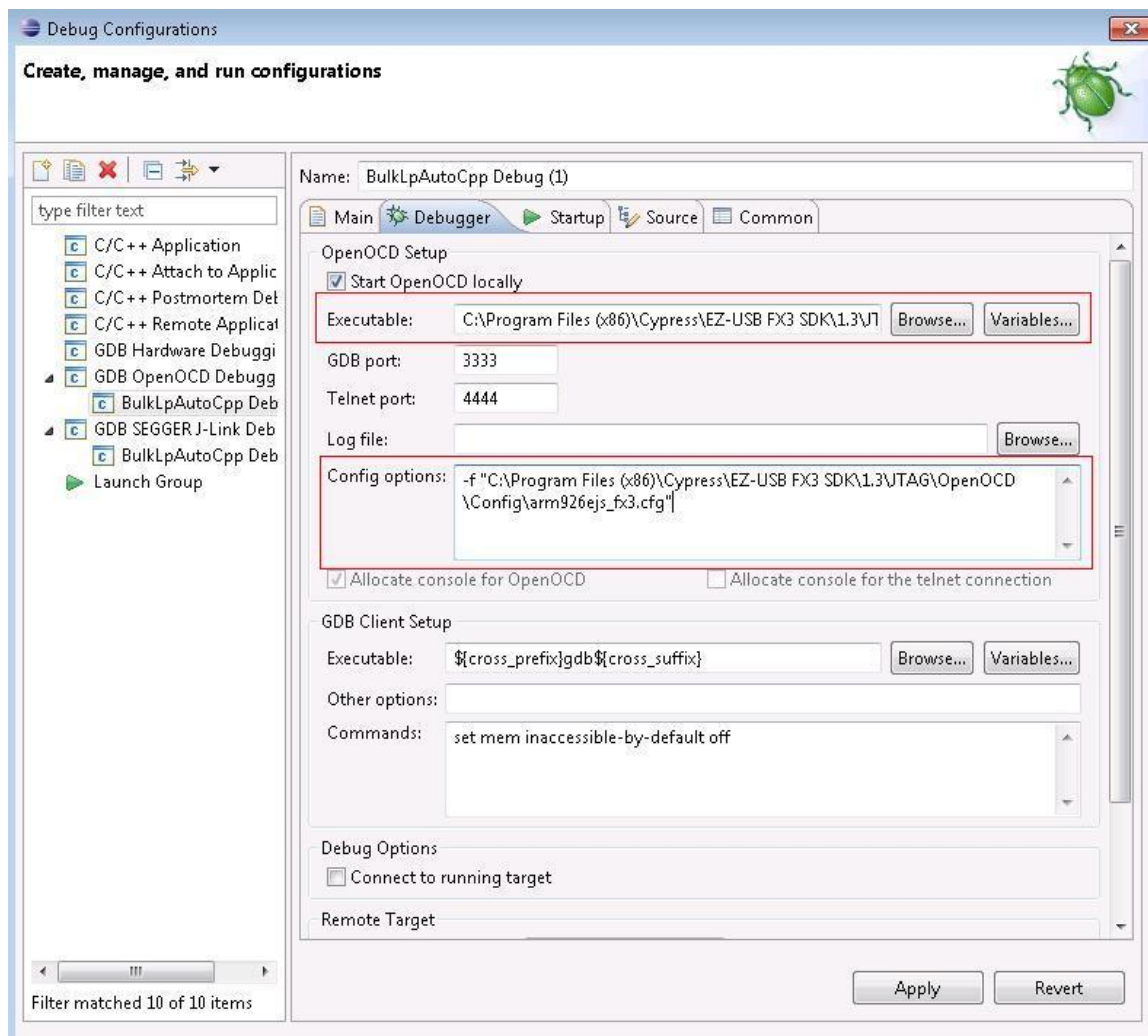 Debug Configurations
Create, manage, and run configurations
type filter text
C/C++ Application
C/C++ Attach to Applic
C/C++ Postmortem Deb
C/C++ Remote Applicat
GDB Hardware Debuggi
GDB OpenOCD Debugg
BulkLpAutoCpp Deb
GDB SEGGER J-Link Deb
BulkLpAutoCpp Deb
Launch Group
Filter matched 10 of 10 items
Name: BulkLpAutoCpp Debug (1)
Main Debugger Startup Source Common
OpenOCD Setup
Start OpenOCD locally
Executable: C:\Program Files (x86)\Cypress\EZ-USB FX3 SDK\1.3\JT Browse... Variables...
GDB port: 3333
Telnet port: 4444
Log file: Browse...
Config options: -f "C:\Program Files (x86)\Cypress\EZ-USB FX3 SDK\1.3\JTAG\OpenOCD
\Config\arm926ejs_fx3.cfg"
Allocate console for OpenOCD Allocate console for the telnet connection
GDB Client Setup
Executable: ${cross_prefix}gdb${cross_suffix} Browse... Variables...
Other options:
Commands: set mem inaccessible-by-default off
Debug Options
Connect to running target
Remote Target
Apply Revert